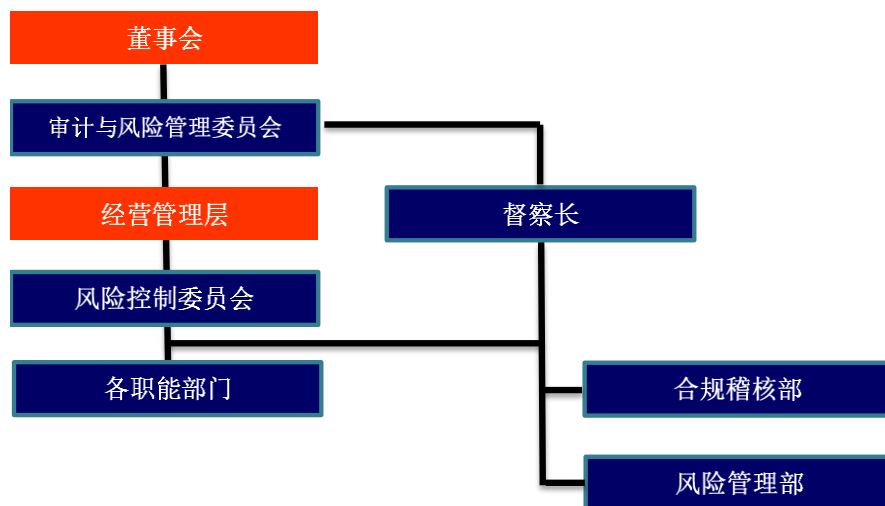 董事会
审计与风险管理委员会
经营管理层
督察长
风险控制委员会
各职能部门
合规稽核部
风险管理部